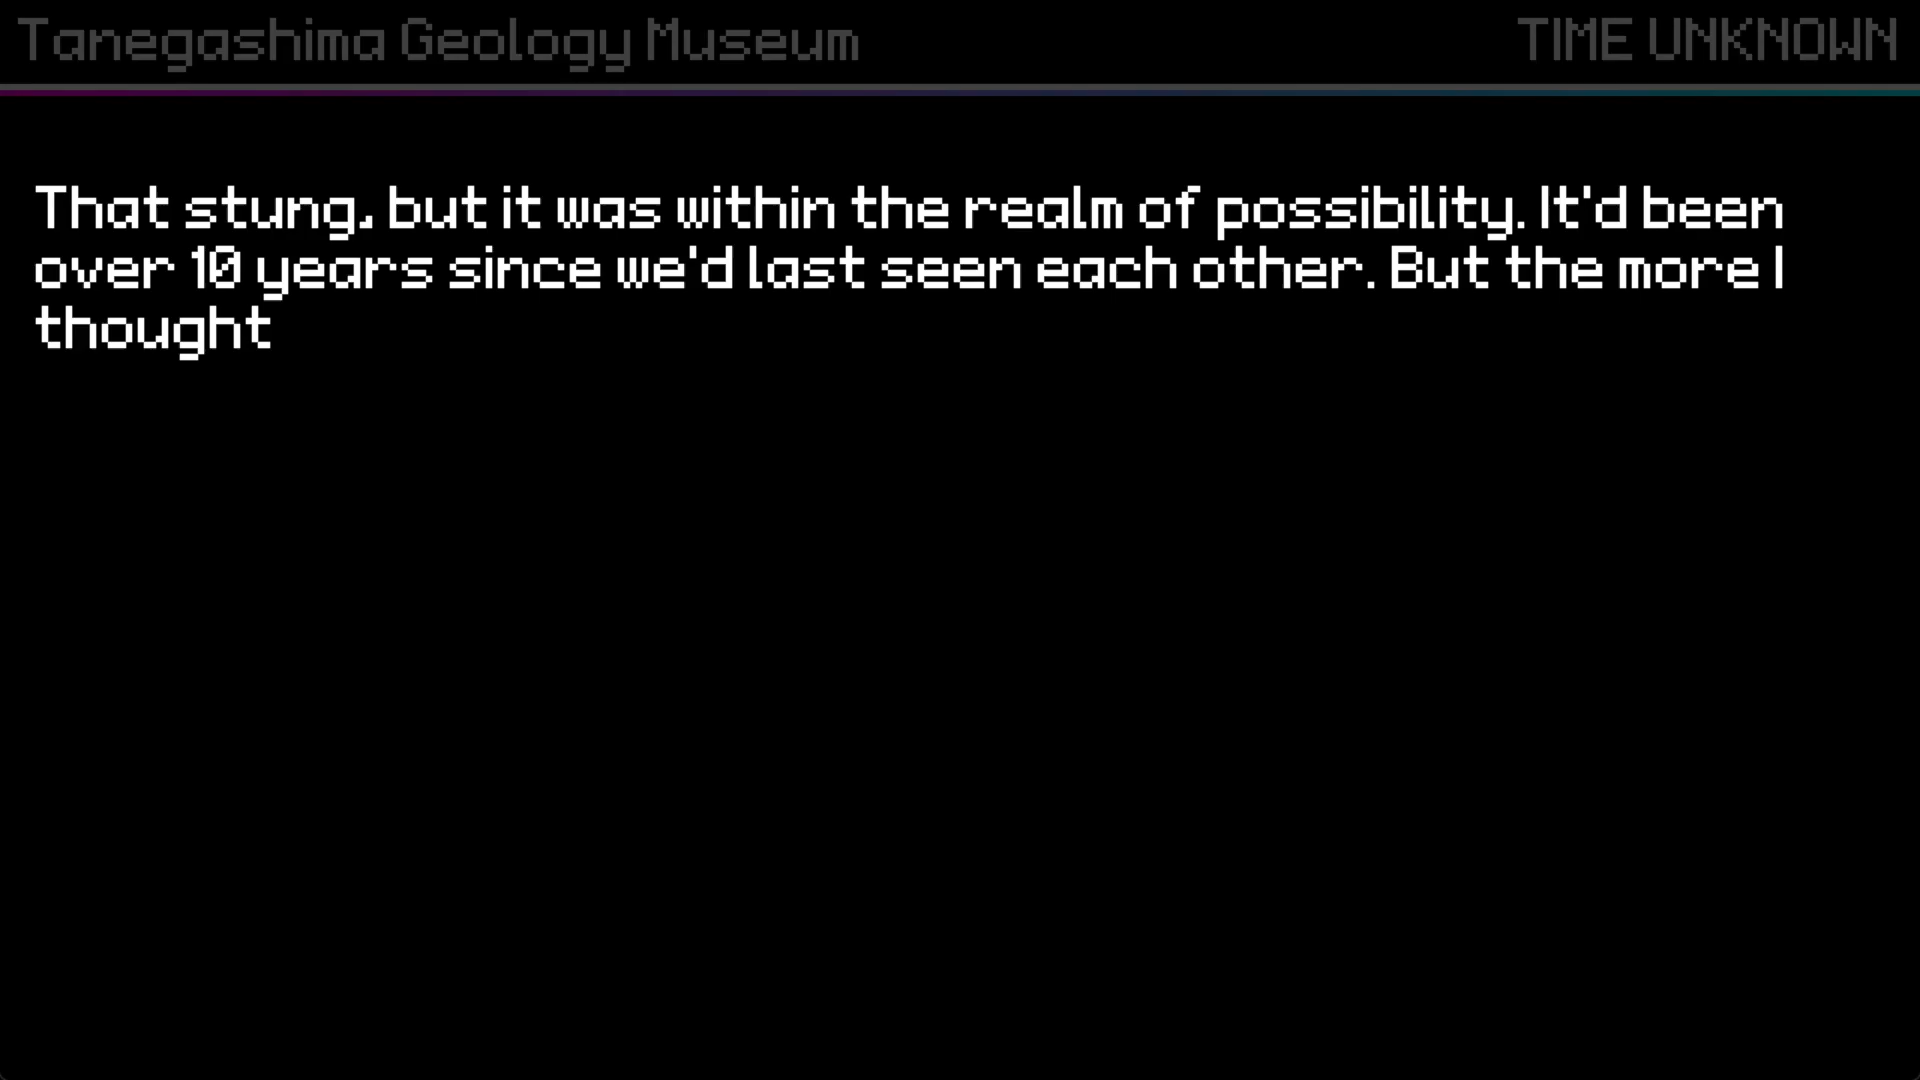 Tanegashima Geology Museum TIME UNKNOWN
That stung, but it was within the realm of possibility. It'd been
over 10 years since we'd last seen each other. But the more I
thought